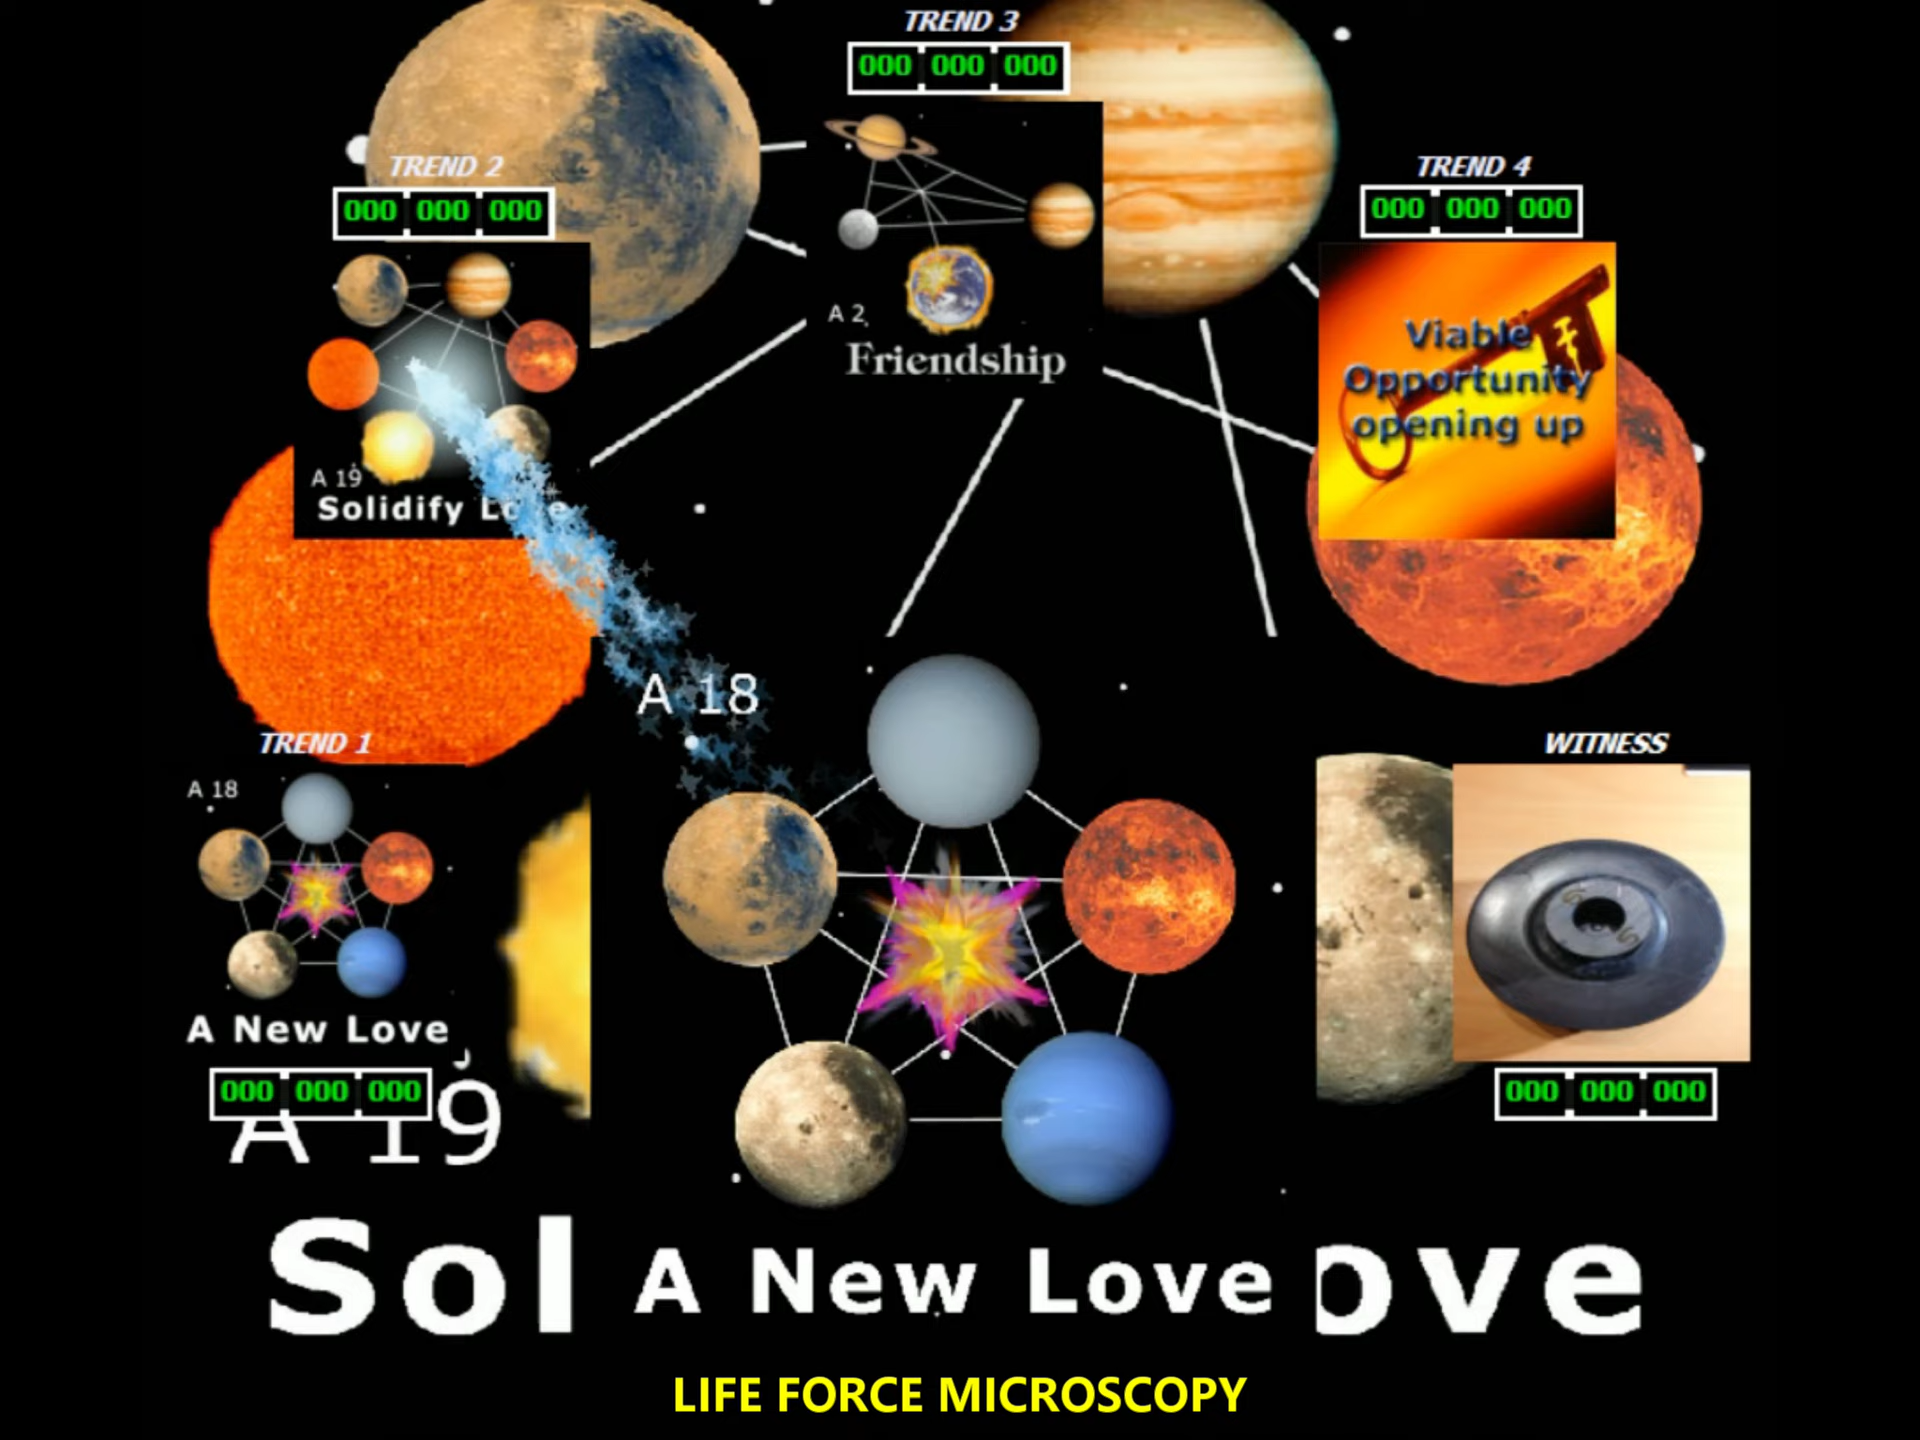 TREND 3
000 000 000
TREND 2
000 000 000
TREND 4
000 000 000
A 2
Friendship
Viable
Opportunity
opening up
A 19
Solidify Love
A 18
TREND 1
WITNESS
A 18
A New Love
000 000 000
000 000 000
A 19
Sol A New Love ove
LIFE FORCE MICROSCOPY